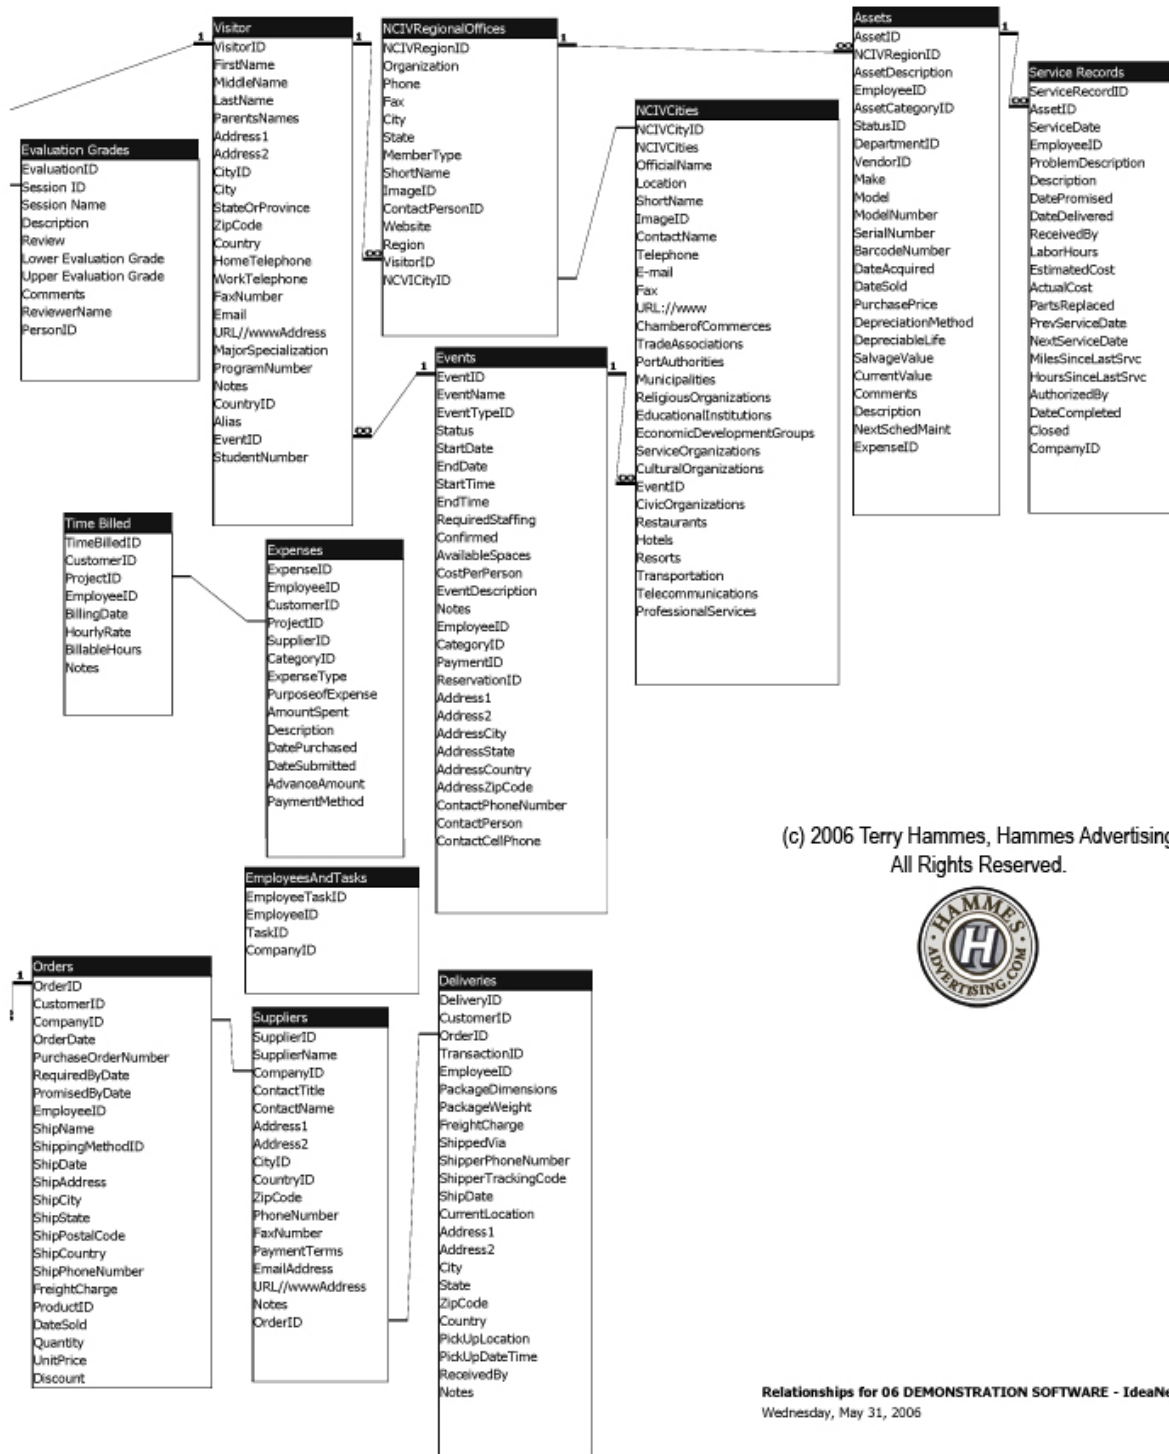 Visitor
VisitorID
FirstName
MiddleName
LastName
ParentsNames
Address1
Address2
CityID
City
StateOrProvince
ZipCode
Country
HomeTelephone
WorkTelephone
FaxNumber
Email
URL//wwwAddress
MajorSpecialization
ProgramNumber
Notes
CountryID
Alias
EventID
StudentNumber
1
1
∞
NCIVRegionalOffices
NCIVRegionID
Organization
Phone
Fax
City
State
MemberType
ShortName
ImageID
ContactPersonID
Website
Region
VisitorID
NCVICityID
1
∞
Assets
AssetID
NCIVRegionID
AssetDescription
EmployeeID
AssetCategoryID
StatusID
DepartmentID
VendorID
Make
Model
ModelNumber
SerialNumber
BarcodeNumber
DateAcquired
DateSold
PurchasePrice
DepreciationMethod
DepreciableLife
SalvageValue
CurrentValue
Comments
Description
NextSchedMaint
ExpenseID
1
∞
Service Records
ServiceRecordID
AssetID
ServiceDate
EmployeeID
ProblemDescription
Description
DatePromised
DateDelivered
ReceivedBy
LaborHours
EstimatedCost
ActualCost
PartsReplaced
PrevServiceDate
NextServiceDate
MilesSinceLastSrvc
HoursSinceLastSrvc
AuthorizedBy
DateCompleted
Closed
CompanyID
∞
NCIVCities
NCIVCityID
NCIVCities
OfficialName
Location
ShortName
ImageID
ContactName
Telephone
E-mail
Fax
URL://www
ChamberofCommerces
TradeAssociations
PortAuthorities
Municipalities
ReligiousOrganizations
EducationalInstitutions
EconomicDevelopmentGroups
ServiceOrganizations
CulturalOrganizations
EventID
CivicOrganizations
Restaurants
Hotels
Resorts
Transportation
Telecommunications
ProfessionalServices
∞
Evaluation Grades
EvaluationID
Session ID
Session Name
Description
Review
Lower Evaluation Grade
Upper Evaluation Grade
Comments
ReviewerName
PersonID
Events
EventID
EventName
EventTypeID
Status
StartDate
EndDate
StartTime
EndTime
RequiredStaffing
Confirmed
AvailableSpaces
CostPerPerson
EventDescription
Notes
EmployeeID
CategoryID
PaymentID
ReservationID
Address1
Address2
AddressCity
AddressState
AddressCountry
AddressZipCode
ContactPhoneNumber
ContactPerson
ContactCellPhone
1
1
Time Billed
TimeBilledID
CustomerID
ProjectID
EmployeeID
BillingDate
HourlyRate
BillableHours
Notes
Expenses
ExpenseID
EmployeeID
CustomerID
ProjectID
SupplierID
CategoryID
ExpenseType
PurposeofExpense
AmountSpent
Description
DatePurchased
DateSubmitted
AdvanceAmount
PaymentMethod
EmployeesAndTasks
EmployeeTaskID
EmployeeID
TaskID
CompanyID
Orders
OrderID
CustomerID
CompanyID
OrderDate
PurchaseOrderNumber
RequiredByDate
PromisedByDate
EmployeeID
ShipName
ShippingMethodID
ShipDate
ShipAddress
ShipCity
ShipState
ShipPostalCode
ShipCountry
ShipPhoneNumber
FreightCharge
ProductID
DateSold
Quantity
UnitPrice
Discount
1
Suppliers
SupplierID
SupplierName
CompanyID
ContactTitle
ContactName
Address1
Address2
CityID
CountryID
ZipCode
PhoneNumber
FaxNumber
PaymentTerms
EmailAddress
URL//wwwAddress
Notes
OrderID
Deliveries
DeliveryID
CustomerID
OrderID
TransactionID
EmployeeID
PackageDimensions
PackageWeight
FreightCharge
ShippedVia
ShipperPhoneNumber
ShipperTrackingCode
ShipDate
CurrentLocation
Address1
Address2
City
State
ZipCode
Country
PickUpLocation
PickUpDateTime
ReceivedBy
Notes
(c) 2006 Terry Hammes, Hammes Advertising
All Rights Reserved.
HAMMES
H
ADVERTISING.COM
Relationships for 06 DEMONSTRATION SOFTWARE - IdeaNe
Wednesday, May 31, 2006